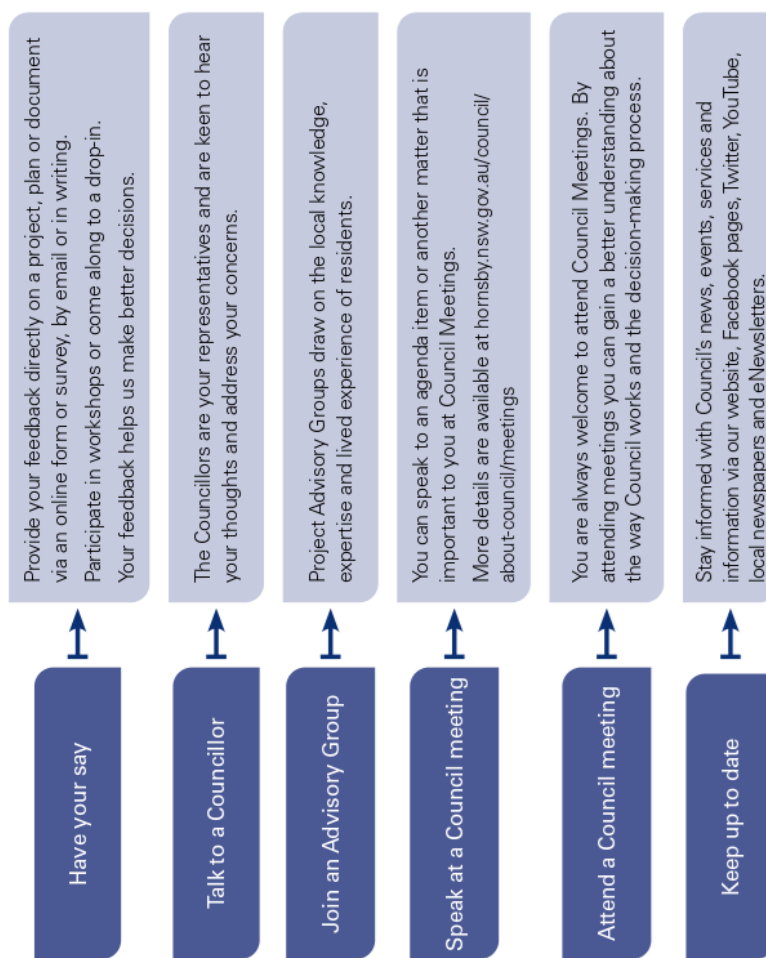 Have your say
Provide your feedback directly on a project, plan or document
via an online form or survey, by email or in writing.
Participate in workshops or come along to a drop-in.
Your feedback helps us make better decisions.
Talk to a Councillor
The Councillors are your representatives and are keen to hear
your thoughts and address your concerns.
Join an Advisory Group
Project Advisory Groups draw on the local knowledge,
expertise and lived experience of residents.
Speak at a Council meeting
You can speak to an agenda item or another matter that is
important to you at Council Meetings.
More details are available at hornsby.nsw.gov.au/council/
about-council/meetings
Attend a Council meeting
You are always welcome to attend Council Meetings. By
attending meetings you can gain a better understanding about
the way Council works and the decision-making process.
Keep up to date
Stay informed with Council's news, events, services and
information via our website, Facebook pages, Twitter, YouTube,
local newspapers and eNewsletters.